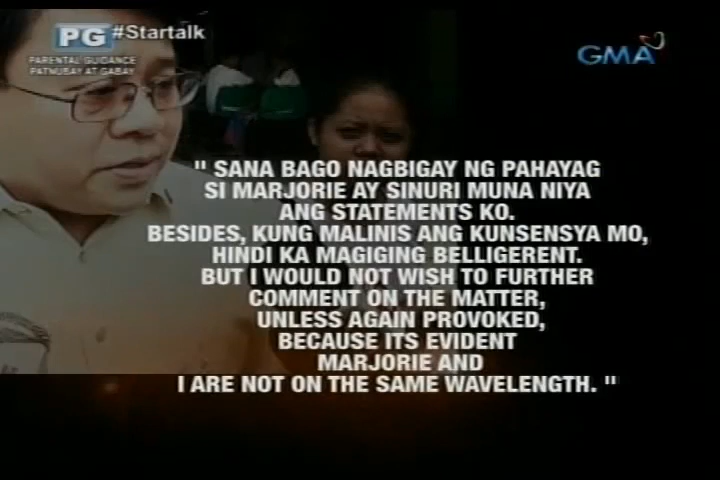 PG #Startalk
PARENTAL GUIDANCE
PATNUBAY AT GABAY
GMA
" SANA BAGO NAGBIGAY NG PAHAYAG
SI MARJORIE AY SINURI MUNA NIYA
ANG STATEMENTS KO.
BESIDES, KUNG MALINIS ANG KUNSENSYA MO,
HINDI KA MAGIGING BELLIGERENT.
BUT I WOULD NOT WISH TO FURTHER
COMMENT ON THE MATTER,
UNLESS AGAIN PROVOKED,
BECAUSE ITS EVIDENT
MARJORIE AND
I ARE NOT ON THE SAME WAVELENGTH. "